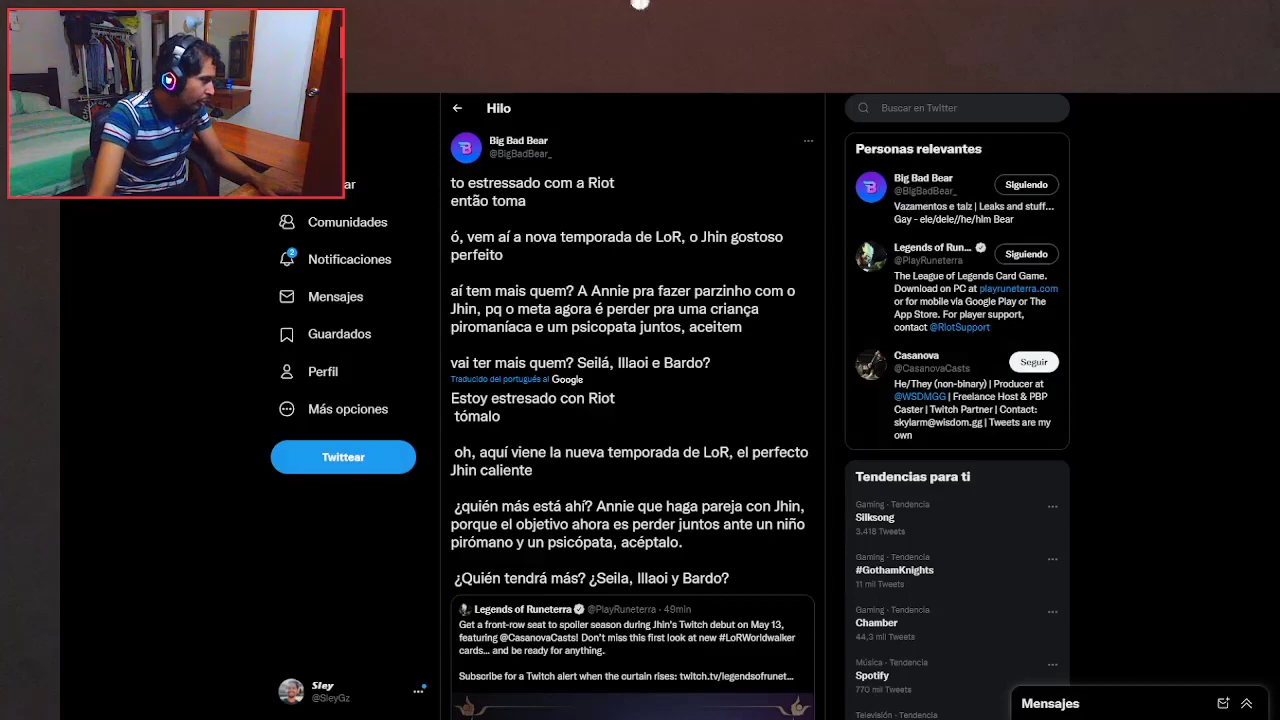 ar
Comunidades
2
Notificaciones
Mensajes
Guardados
Perfil
Más opciones
Twittear
Sley
@SleyGz
Hilo
Big Bad Bear
@BigBadBear_
to estressado com a Riot
então toma
ó, vem aí a nova temporada de LoR, o Jhin gostoso
perfeito
aí tem mais quem? A Annie pra fazer parzinho com o
Jhin, pq o meta agora é perder pra uma criança
piromaníaca e um psicopata juntos, aceitem
vai ter mais quem? Seilá, Illaoi e Bardo?
Traducido del portugués al Google
Estoy estresado con Riot
tómalo
oh, aquí viene la nueva temporada de LoR, el perfecto
Jhin caliente
¿quién más está ahí? Annie que haga pareja con Jhin,
porque el objetivo ahora es perder juntos ante un niño
pirómano y un psicópata, acéptalo.
¿Quién tendrá más? ¿Seila, Illaoi y Bardo?
Legends of Runeterra @PlayRuneterra · 49min
Get a front-row seat to spoiler season during Jhin's Twitch debut on May 13,
featuring @CasanovaCasts! Don't miss this first look at new #LoRWorldwalker
cards... and be ready for anything.
Subscribe for a Twitch alert when the curtain rises: twitch.tv/legendsofrunet...
Buscar en Twitter
Personas relevantes
Big Bad Bear
@BigBadBear_
Siguiendo
Vazamentos e talz | Leaks and stuff...
Gay - ele/dele//he/him Bear
Legends of Run...
@PlayRuneterra
Siguiendo
The League of Legends Card Game.
Download on PC at playruneterra.com
or for mobile via Google Play or The
App Store. For player support,
contact @RiotSupport
Casanova
@CasanovaCasts
Seguir
He/They (non-binary) | Producer at
@WSDMGG | Freelance Host & PBP
Caster | Twitch Partner | Contact:
skylarm@wisdom.gg | Tweets are my
own
Tendencias para ti
Gaming · Tendencia
Silksong
3.418 Tweets
Gaming · Tendencia
#GothamKnights
11 mil Tweets
Gaming · Tendencia
Chamber
44,3 mil Tweets
Música · Tendencia
Spotify
770 mil Tweets
Televisión · Tendencia
Mensajes